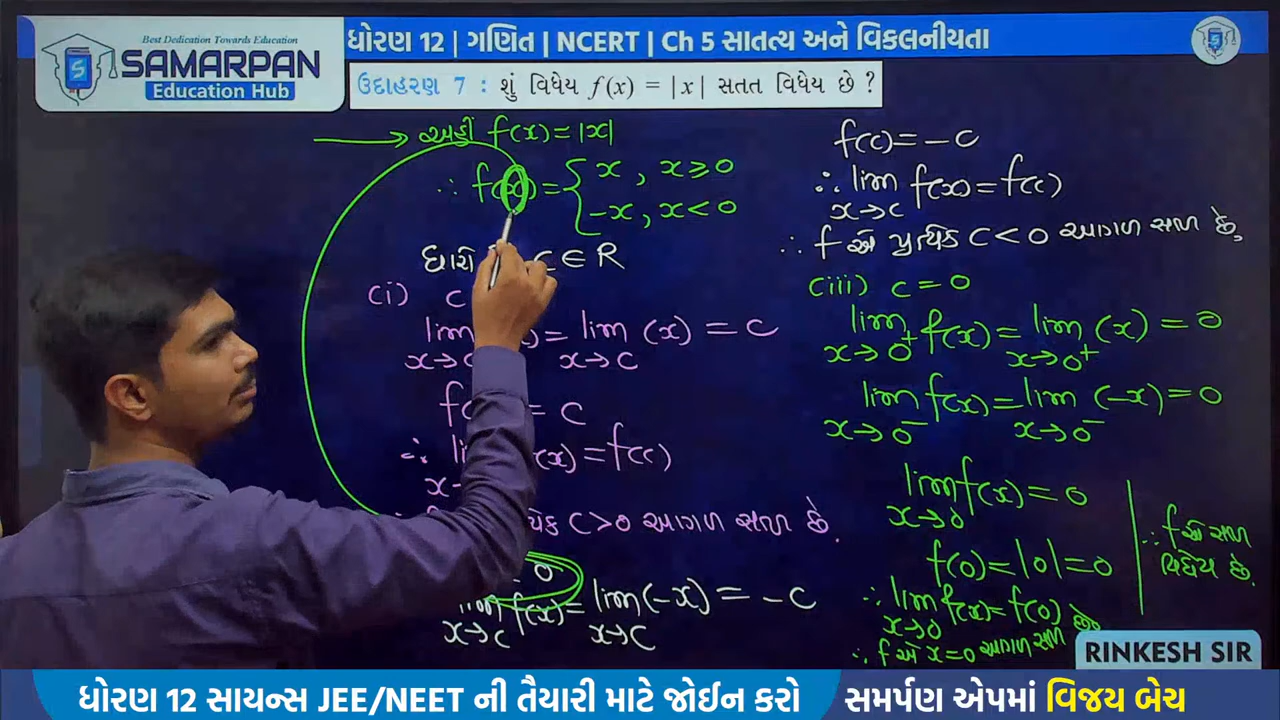 Best Dedication Towards Education
SAMARPAN
Education Hub
ધોરણ 12 | ગણિત | NCERT | Ch 5 સાતત્ય અને વિકલનીયતા
ઉદાહરણ 7 : શું વિધેય f(x) = |x| સતત વિધેય છે ?
→ અહીં f(x) = |x|
∴ f(x) = { x , x ≥ 0
-x , x < 0
ધારો c ∈ R
(i) c
lim x→c = lim x→c (x) = c
f(c) = c
∴ lim f(x) = f(c)
c > 0 આગળ સતત છે.
0
lim x→c f(x) = lim x→c (-x) = -c
f(c) = -c
∴ lim x→c f(x) = f(c)
∴ f એ પ્રત્યેક c < 0 આગળ સતત છે.
(iii) c = 0
lim x→0⁺ f(x) = lim x→0⁺ (x) = 0
lim x→0⁻ f(x) = lim x→0⁻ (-x) = 0
lim x→0 f(x) = 0
f(0) = |0| = 0
∴ lim x→0 f(x) = f(0)
∴ f એ x = 0 આગળ સતત છે.
∴ f એ સતત
વિધેય છે.
RINKESH SIR
ધોરણ 12 સાયન્સ JEE/NEET ની તૈયારી માટે જોઈન કરો
સમર્પણ એપમાં વિજય બેચ